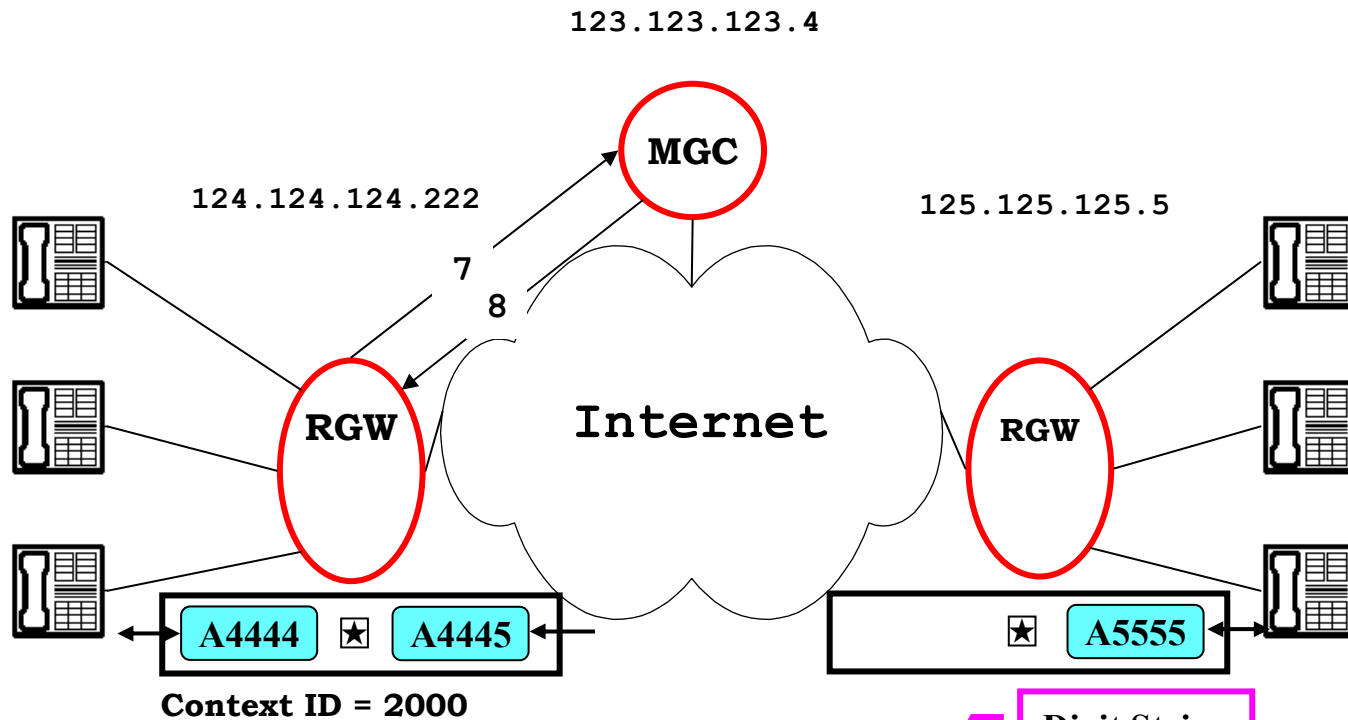 123.123.123.4
MGC
124.124.124.222
125.125.125.5
7
8
RGW
Internet
RGW
A4444
A4445
A5555
Context ID = 2000